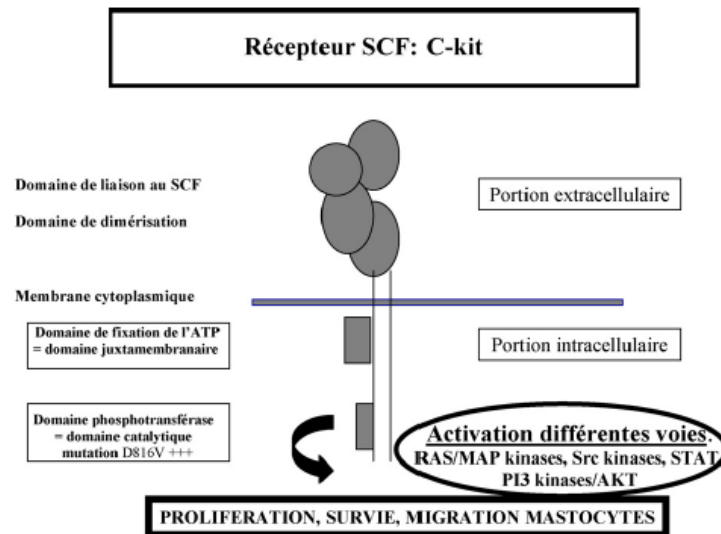 Récepteur SCF: C-kit
Domaine de liaison au SCF
Portion extracellulaire
Domaine de dimérisation
Membrane cytoplasmique
Domaine de fixation de l'ATP
= domaine juxtamembranaire
Portion intracellulaire
Domaine phosphotransférase
= domaine catalytique
mutation D816V +++
Activation différentes voies.
RAS/MAP kinases, Src kinases, STAT
PI3 kinases/AKT
PROLIFERATION, SURVIE, MIGRATION MASTOCYTES